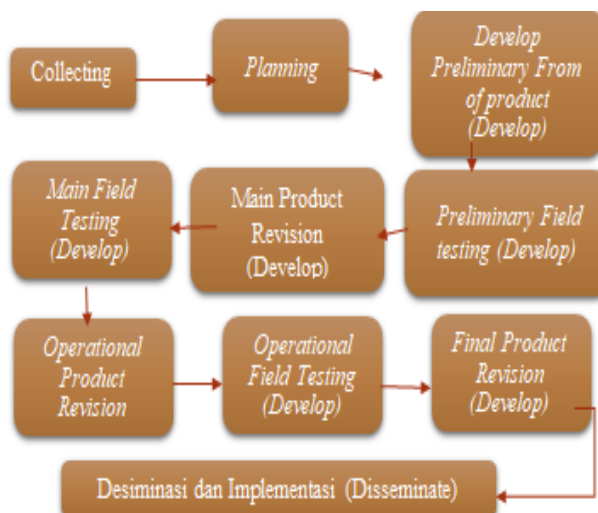 Collecting
Planning
Develop
Preliminary From
of product
(Develop)
Preliminary Field
testing (Develop)
Main Product
Revision
(Develop)
Main Field
Testing
(Develop)
Operational
Product
Revision
Operational
Field Testing
(Develop)
Final Product
Revision
(Develop)
Desiminasi dan Implementasi (Disseminate)